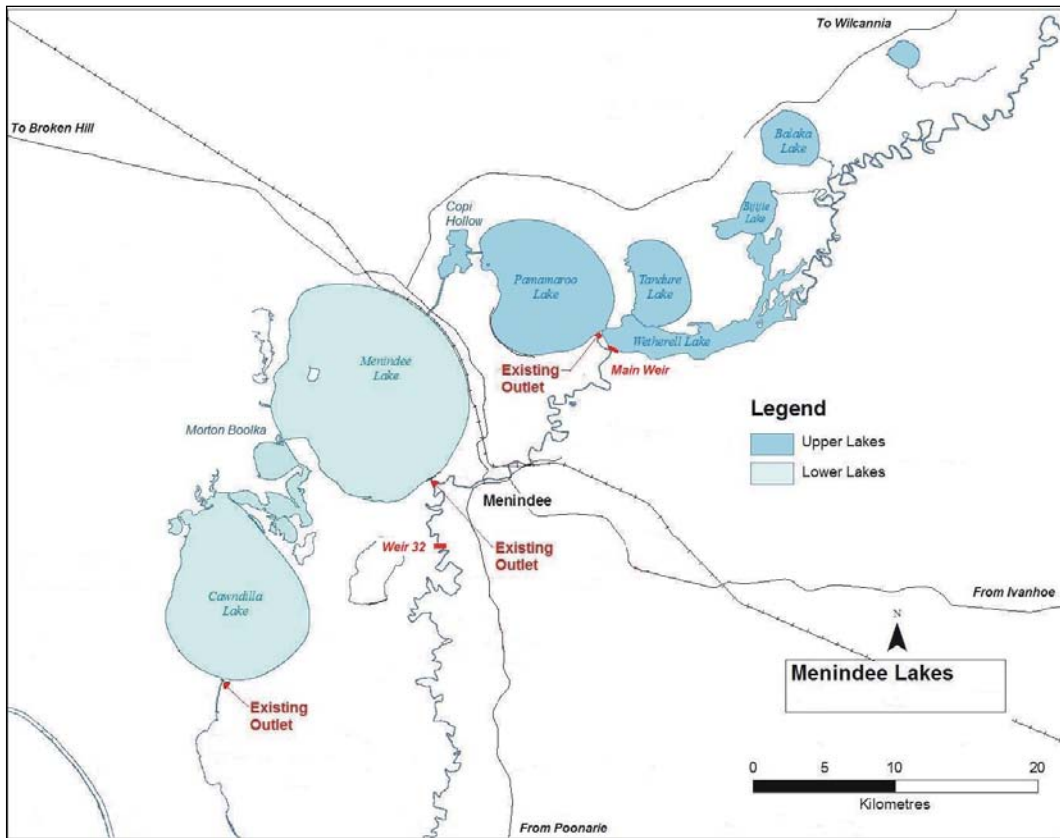 To Wilcannia
To Broken Hill
Balaka
Lake
Bijijie
Lake
Copi
Hollow
Pamamaroo
Lake
Tandure
Lake
Wetherell Lake
Existing
Outlet
Main Weir
Menindee
Lake
Morton Boolka
Legend
Upper Lakes
Lower Lakes
Menindee
Existing
Outlet
Weir 32
Cawndilla
Lake
From Ivanhoe
N
Menindee Lakes
Existing
Outlet
0 5 10 20
Kilometres
From Poonarie